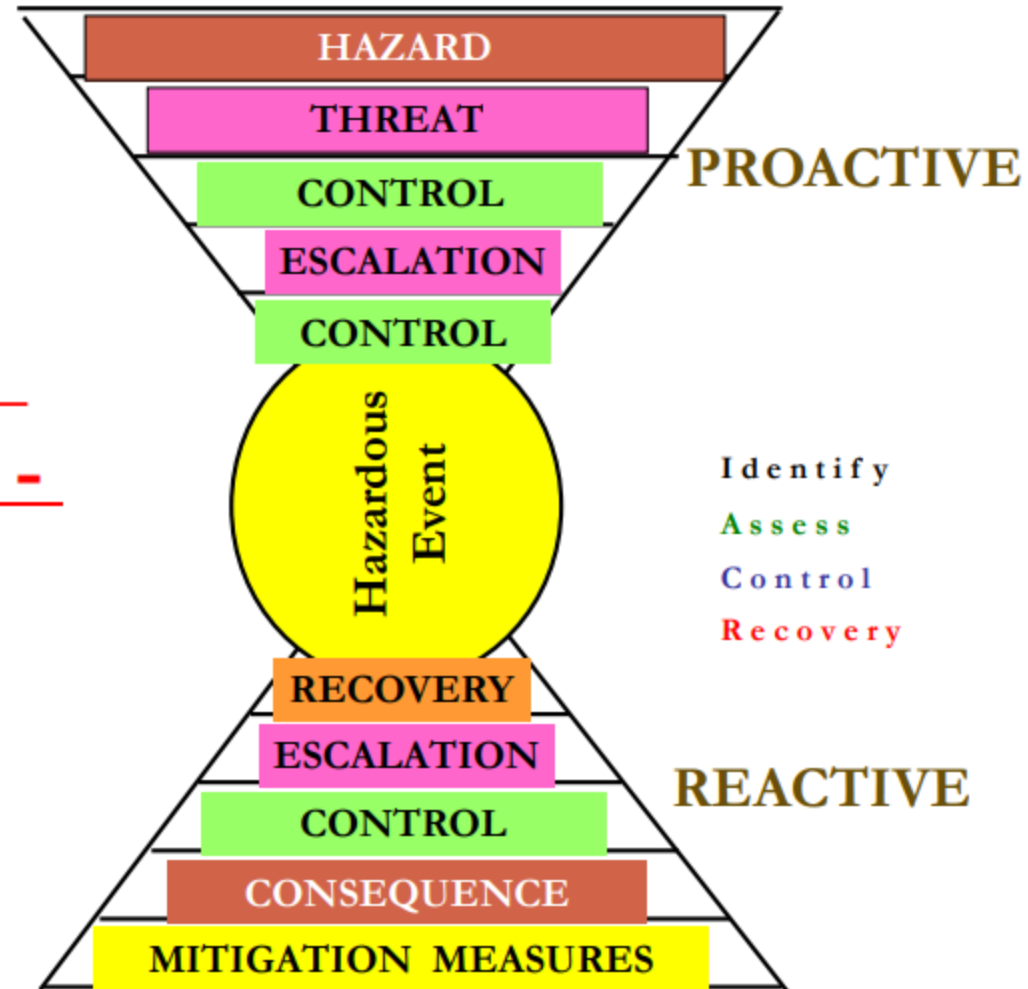 HAZARD
THREAT
PROACTIVE
CONTROL
ESCALATION
CONTROL
Hazardous
Event
Identify
Assess
Control
Recovery
RECOVERY
ESCALATION
REACTIVE
CONTROL
CONSEQUENCE
MITIGATION MEASURES